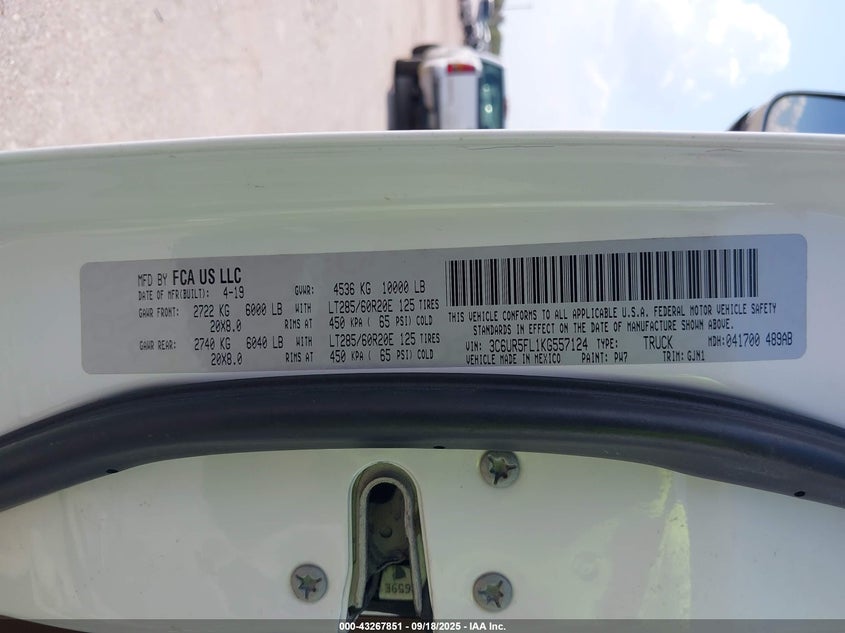 MFD BY FCA US LLC
DATE OF MFR(BUILT): 4-19 GVWR: 4536 KG 10000 LB
GAWR FRONT: 2722 KG 6000 LB WITH LT285/60R20E 125 TIRES
20X8.0 RIMS AT 450 KPA ( 65 PSI) COLD
GAWR REAR: 2740 KG 6040 LB WITH LT285/60R20E 125 TIRES
20X8.0 RIMS AT 450 KPA ( 65 PSI) COLD
THIS VEHICLE CONFORMS TO ALL APPLICABLE U.S.A. FEDERAL MOTOR VEHICLE SAFETY
STANDARDS IN EFFECT ON THE DATE OF MANUFACTURE SHOWN ABOVE.
VIN: 3C6UR5FL1KG557124 TYPE: TRUCK MDH: 041700 489AB
VEHICLE MADE IN MEXICO PAINT: PW7 TRIM: GJN1
000-43267851 - 09/18/2025 - IAA Inc.